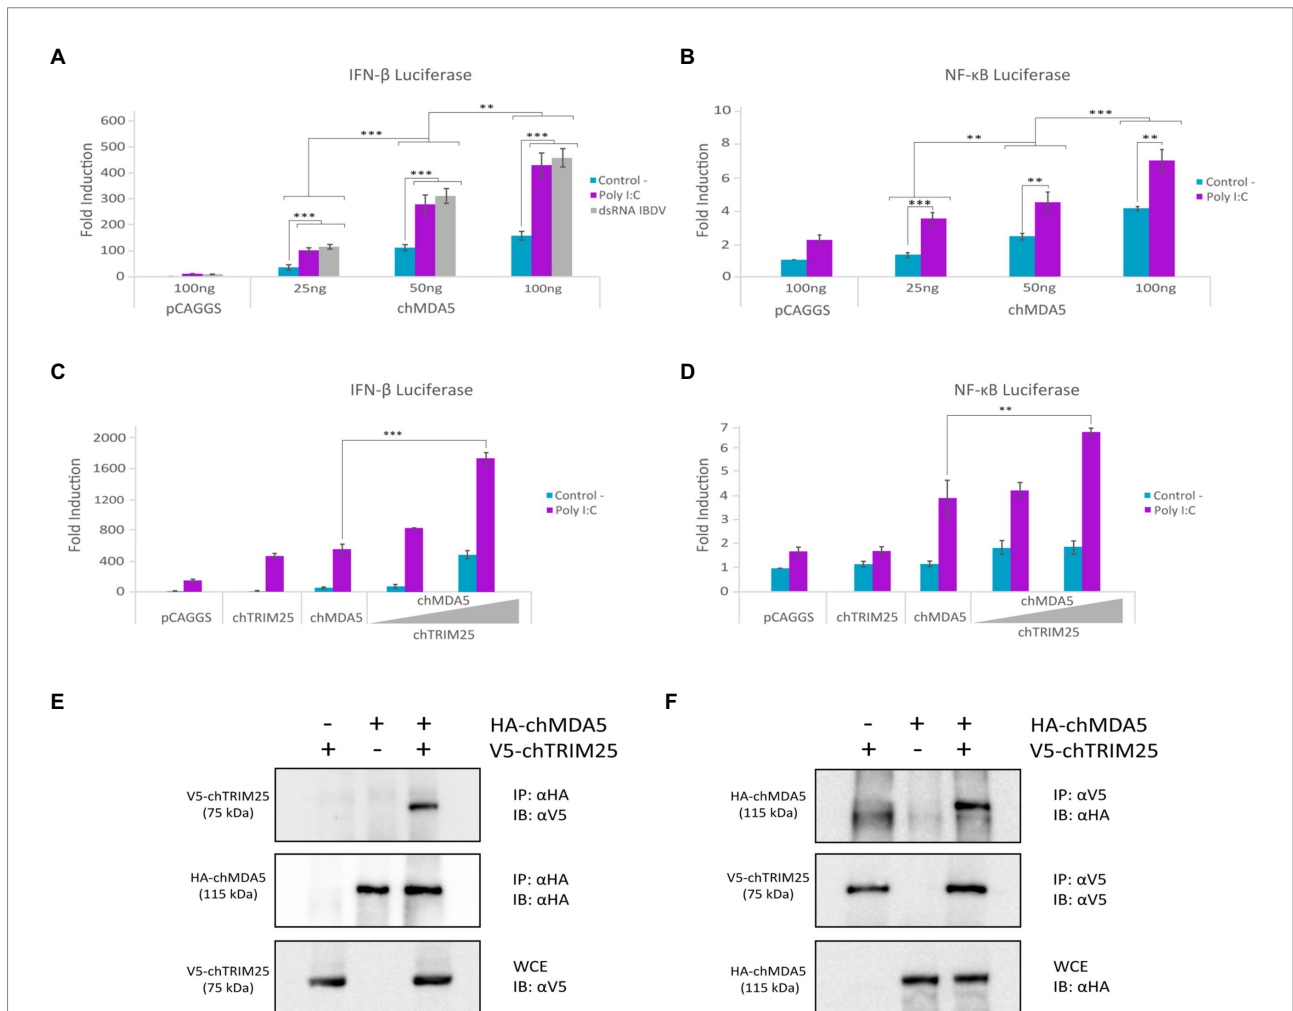 A
IFN-β Luciferase
Fold Induction
600
500
400
300
200
100
0
**
***
***
***
***
Control -
Poly I:C
dsRNA IBDV
100ng
25ng
50ng
100ng
pCAGGS
chMDA5
B
NF-κB Luciferase
Fold Induction
10
8
6
4
2
0
***
**
**
**
***
Control -
Poly I:C
100ng
25ng
50ng
100ng
pCAGGS
chMDA5
C
IFN-β Luciferase
Fold Induction
2000
1600
1200
800
400
0
***
Control -
Poly I:C
pCAGGS
chTRIM25
chMDA5
chMDA5
chTRIM25
D
NF-κB Luciferase
Fold Induction
7
6
5
4
3
2
1
0
**
Control -
Poly I:C
pCAGGS
chTRIM25
chMDA5
chMDA5
chTRIM25
E
- + + HA-chMDA5
+ - + V5-chTRIM25
V5-chTRIM25
(75 kDa)
IP: αHA
IB: αV5
HA-chMDA5
(115 kDa)
IP: αHA
IB: αHA
V5-chTRIM25
(75 kDa)
WCE
IB: αV5
F
- + + HA-chMDA5
+ - + V5-chTRIM25
HA-chMDA5
(115 kDa)
IP: αV5
IB: αHA
V5-chTRIM25
(75 kDa)
IP: αV5
IB: αV5
HA-chMDA5
(115 kDa)
WCE
IB: αHA